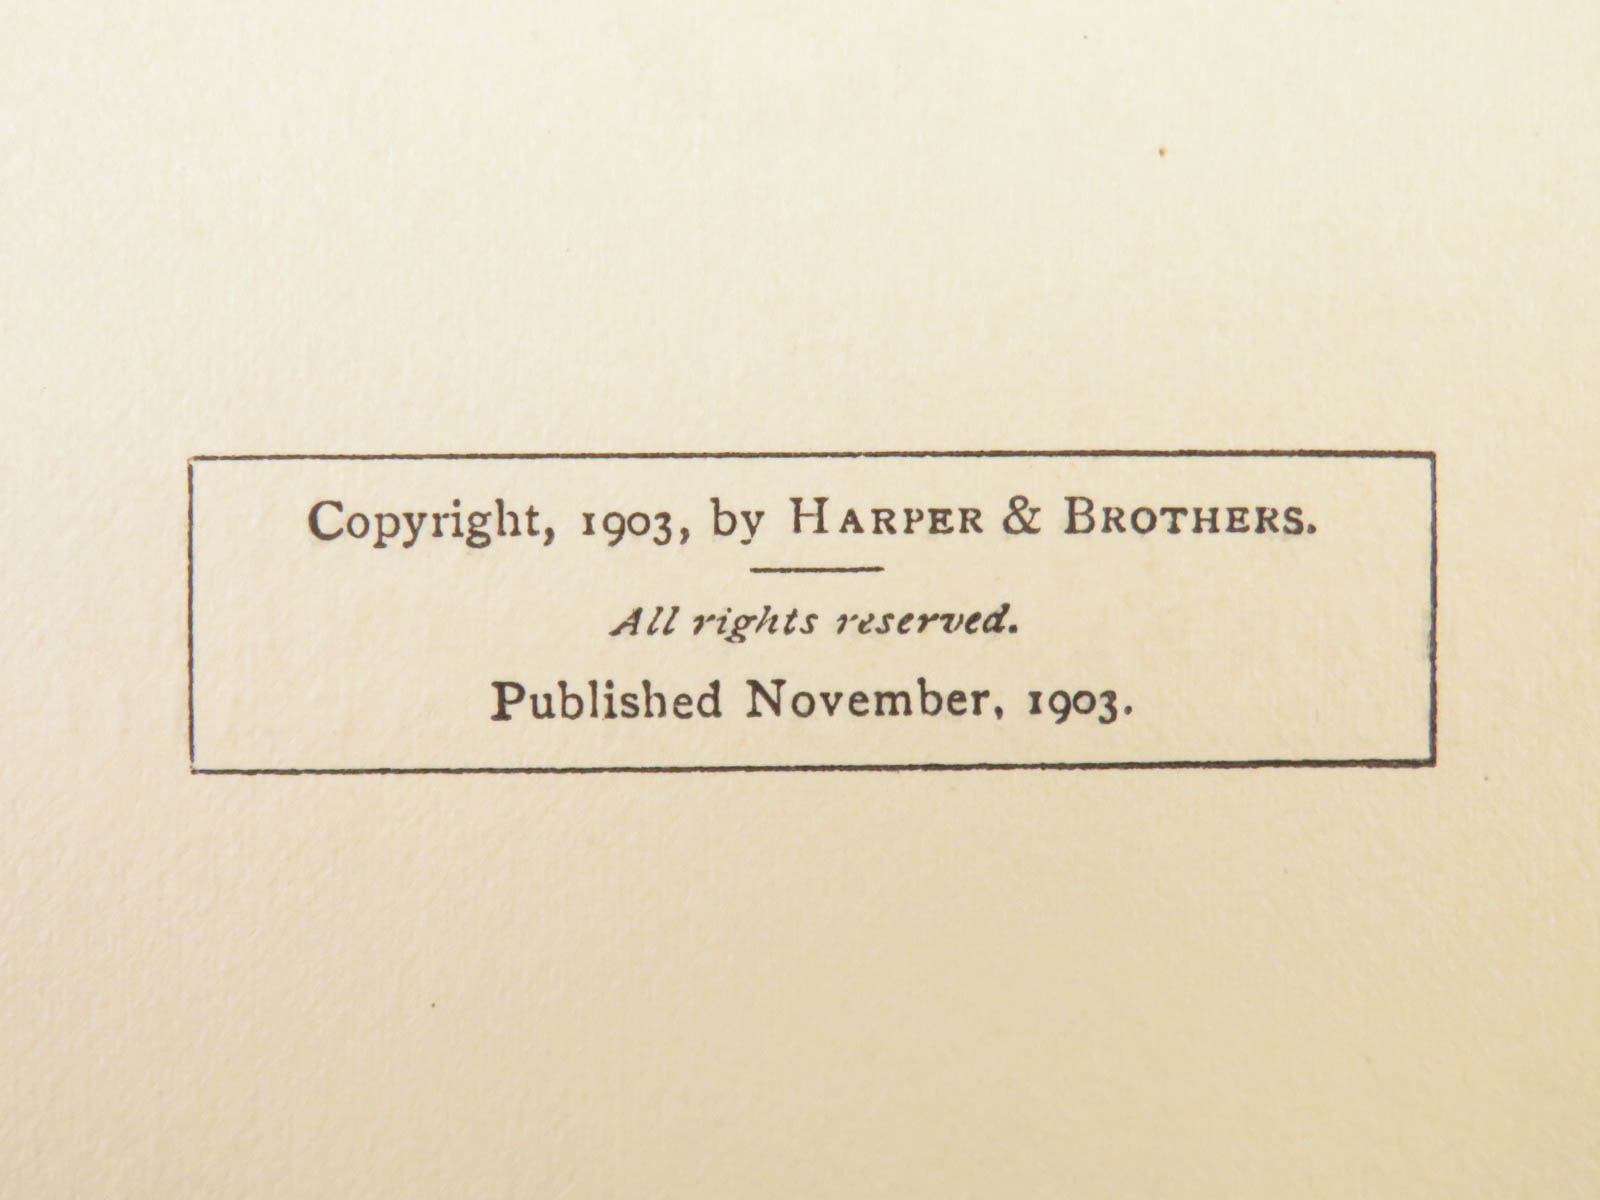 Copyright, 1903, by HARPER & BROTHERS.
All rights reserved.
Published November, 1903.